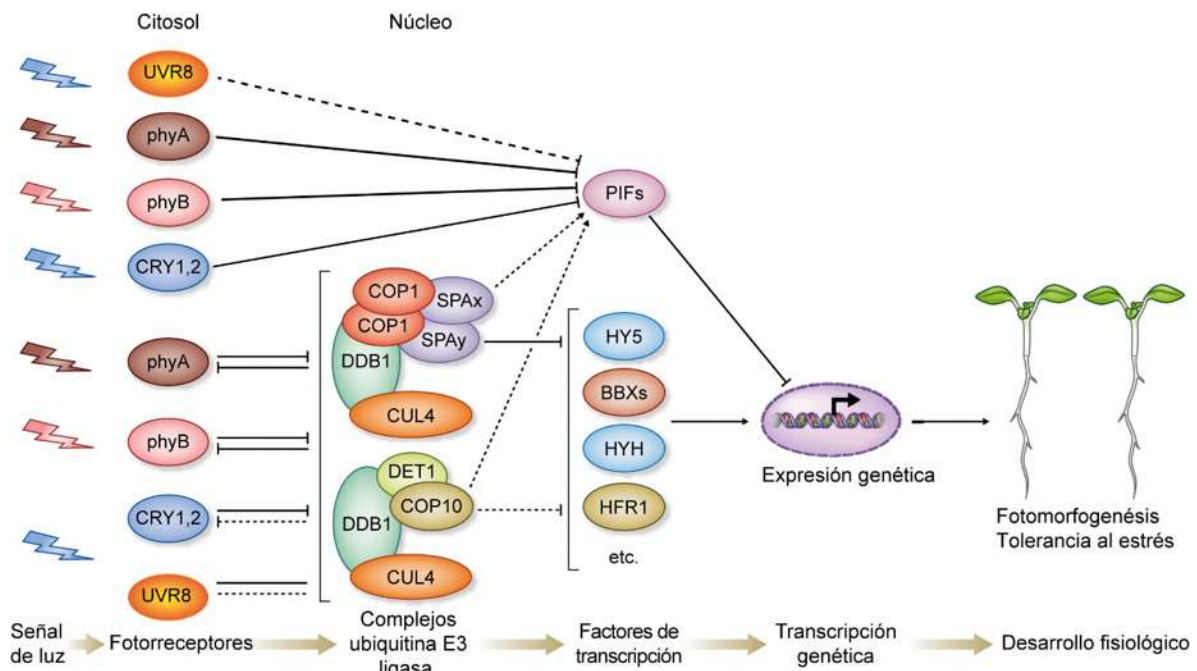 Citosol
Núcleo
UVR8
phyA
phyB
CRY1,2
PIFs
COP1
SPAx
COP1
SPAy
DDB1
CUL4
phyA
phyB
CRY1,2
UVR8
DET1
COP10
DDB1
CUL4
HY5
BBXs
HYH
HFR1
etc.
Expresión genética
Fotomorfogenésis
Tolerancia al estrés
Señal
de luz
Fotorreceptores
Complejos
ubiquitina E3
ligasa
Factores de
transcripción
Transcripción
genética
Desarrollo fisiológico